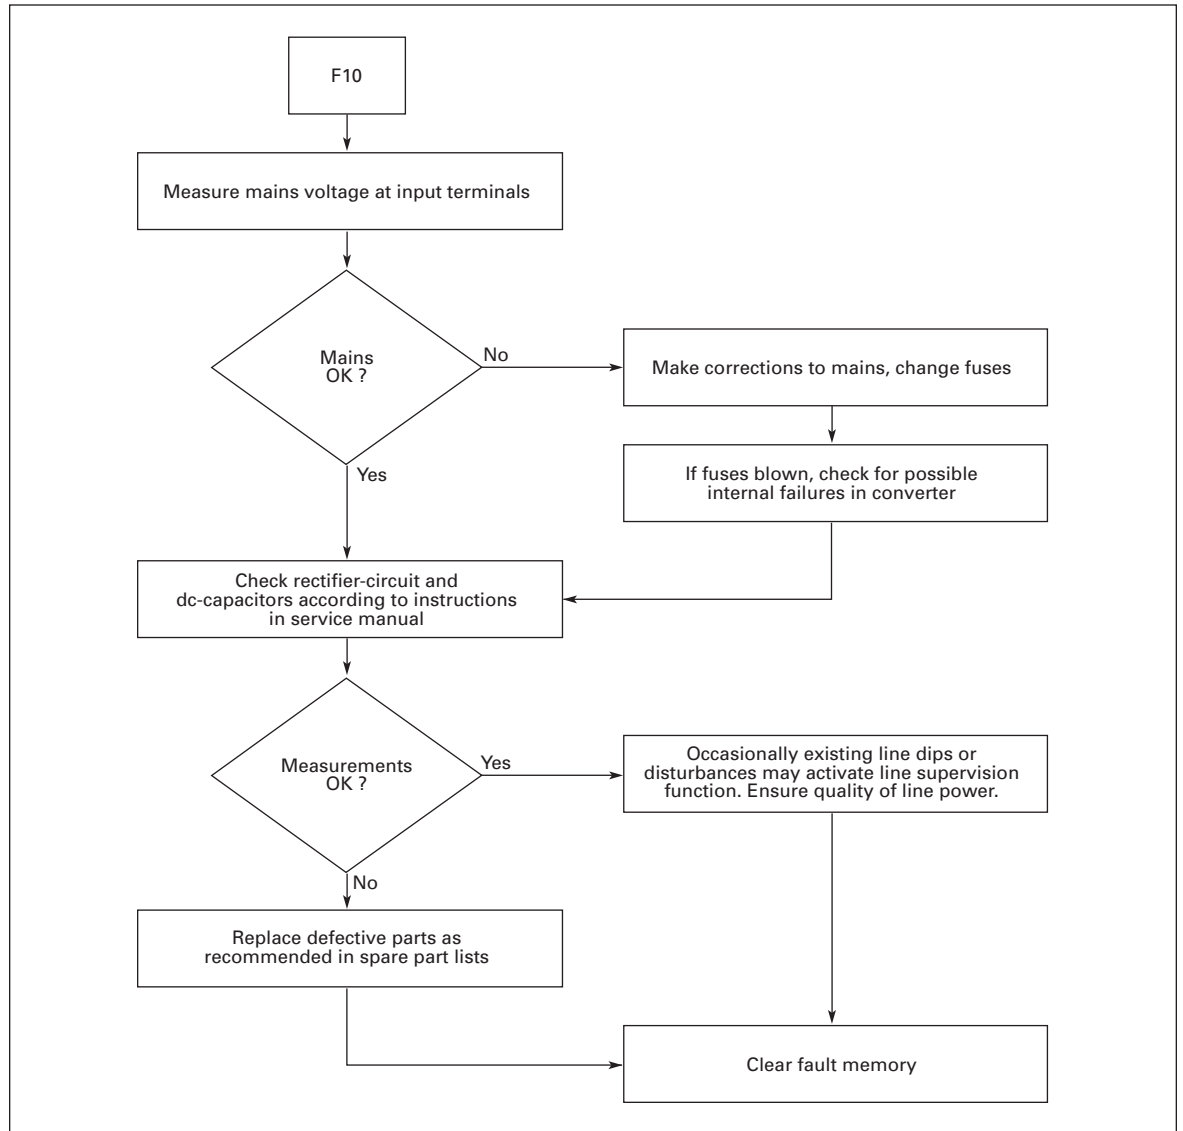 F10
Measure mains voltage at input terminals
Mains
OK ?
No
Make corrections to mains, change fuses
Yes
If fuses blown, check for possible
internal failures in converter
Check rectifier-circuit and
dc-capacitors according to instructions
in service manual
Measurements
OK ?
Yes
Occasionally existing line dips or
disturbances may activate line supervision
function. Ensure quality of line power.
No
Replace defective parts as
recommended in spare part lists
Clear fault memory